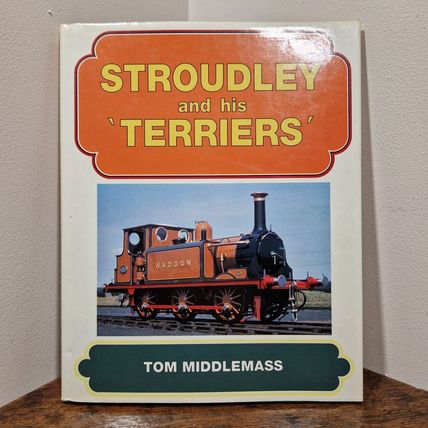 STROUDLEY
and his
‵TERRIERS′
WADDON
TOM MIDDLEMASS